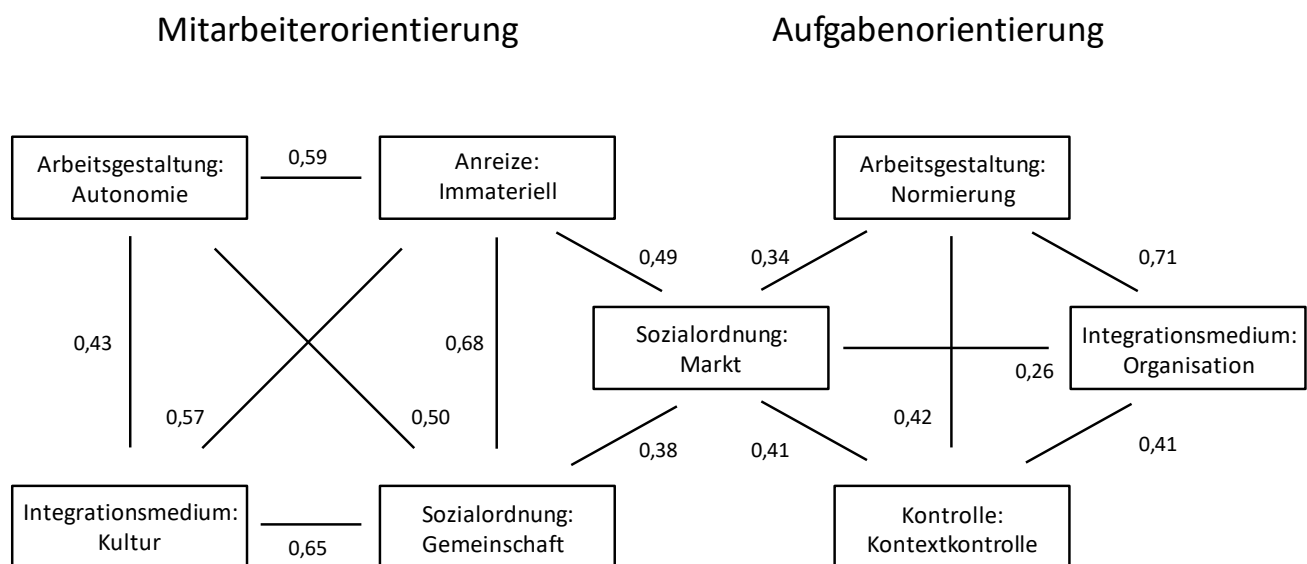 Mitarbeiterorientierung
Aufgabenorientierung
Arbeitsgestaltung:
Autonomie
0,59
Anreize:
Immateriell
Arbeitsgestaltung:
Normierung
0,49
0,34
0,71
0,43
0,68
Sozialordnung:
Markt
Integrationsmedium:
Organisation
0,26
0,57
0,50
0,42
0,38
0,41
0,41
Integrationsmedium:
Kultur
0,65
Sozialordnung:
Gemeinschaft
Kontrolle:
Kontextkontrolle